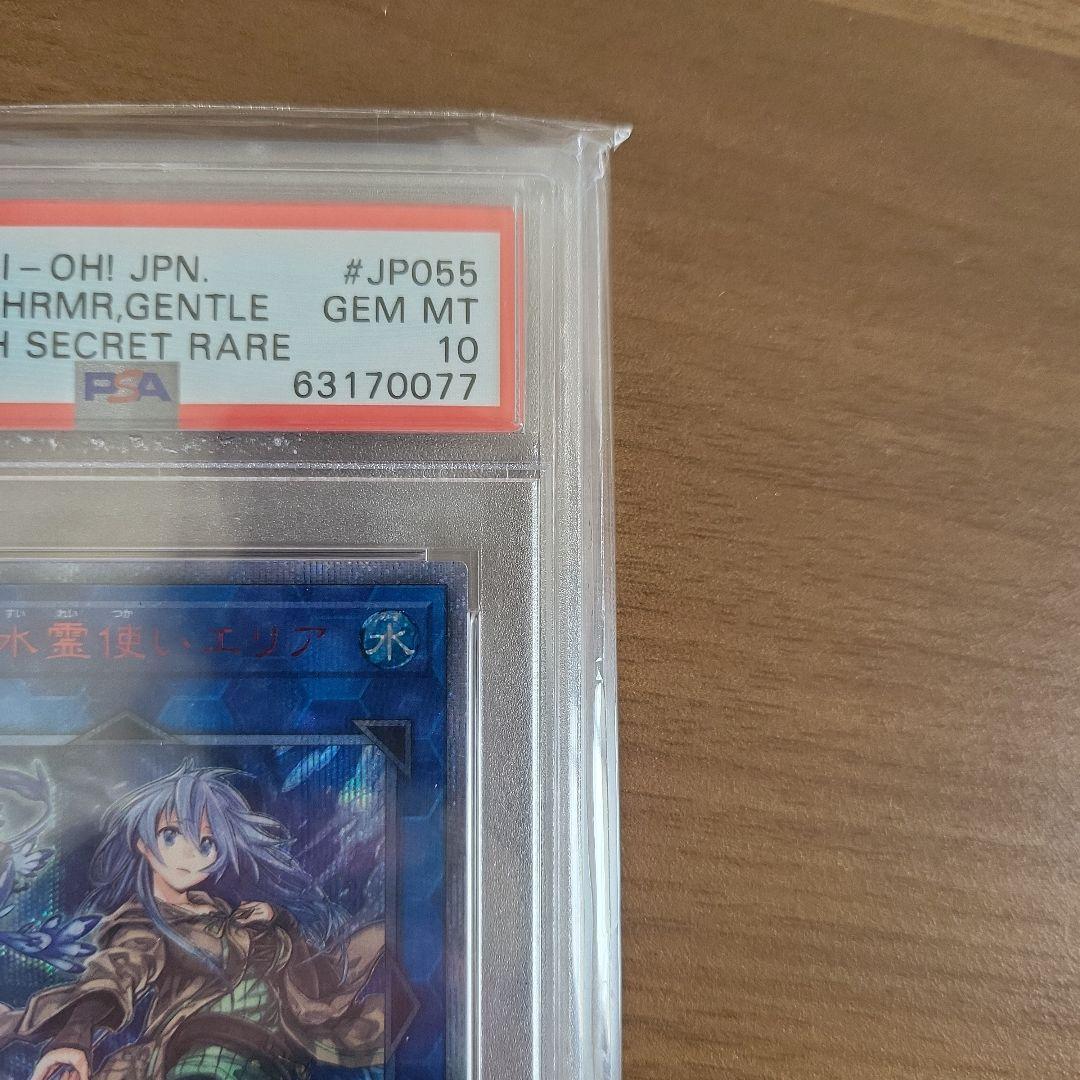 I-OH! JPN. #JP055
HRMR,GENTLE GEM MT
H SECRET RARE 10
PSA 63170077
すい れい つか
水霊使いエリア 水